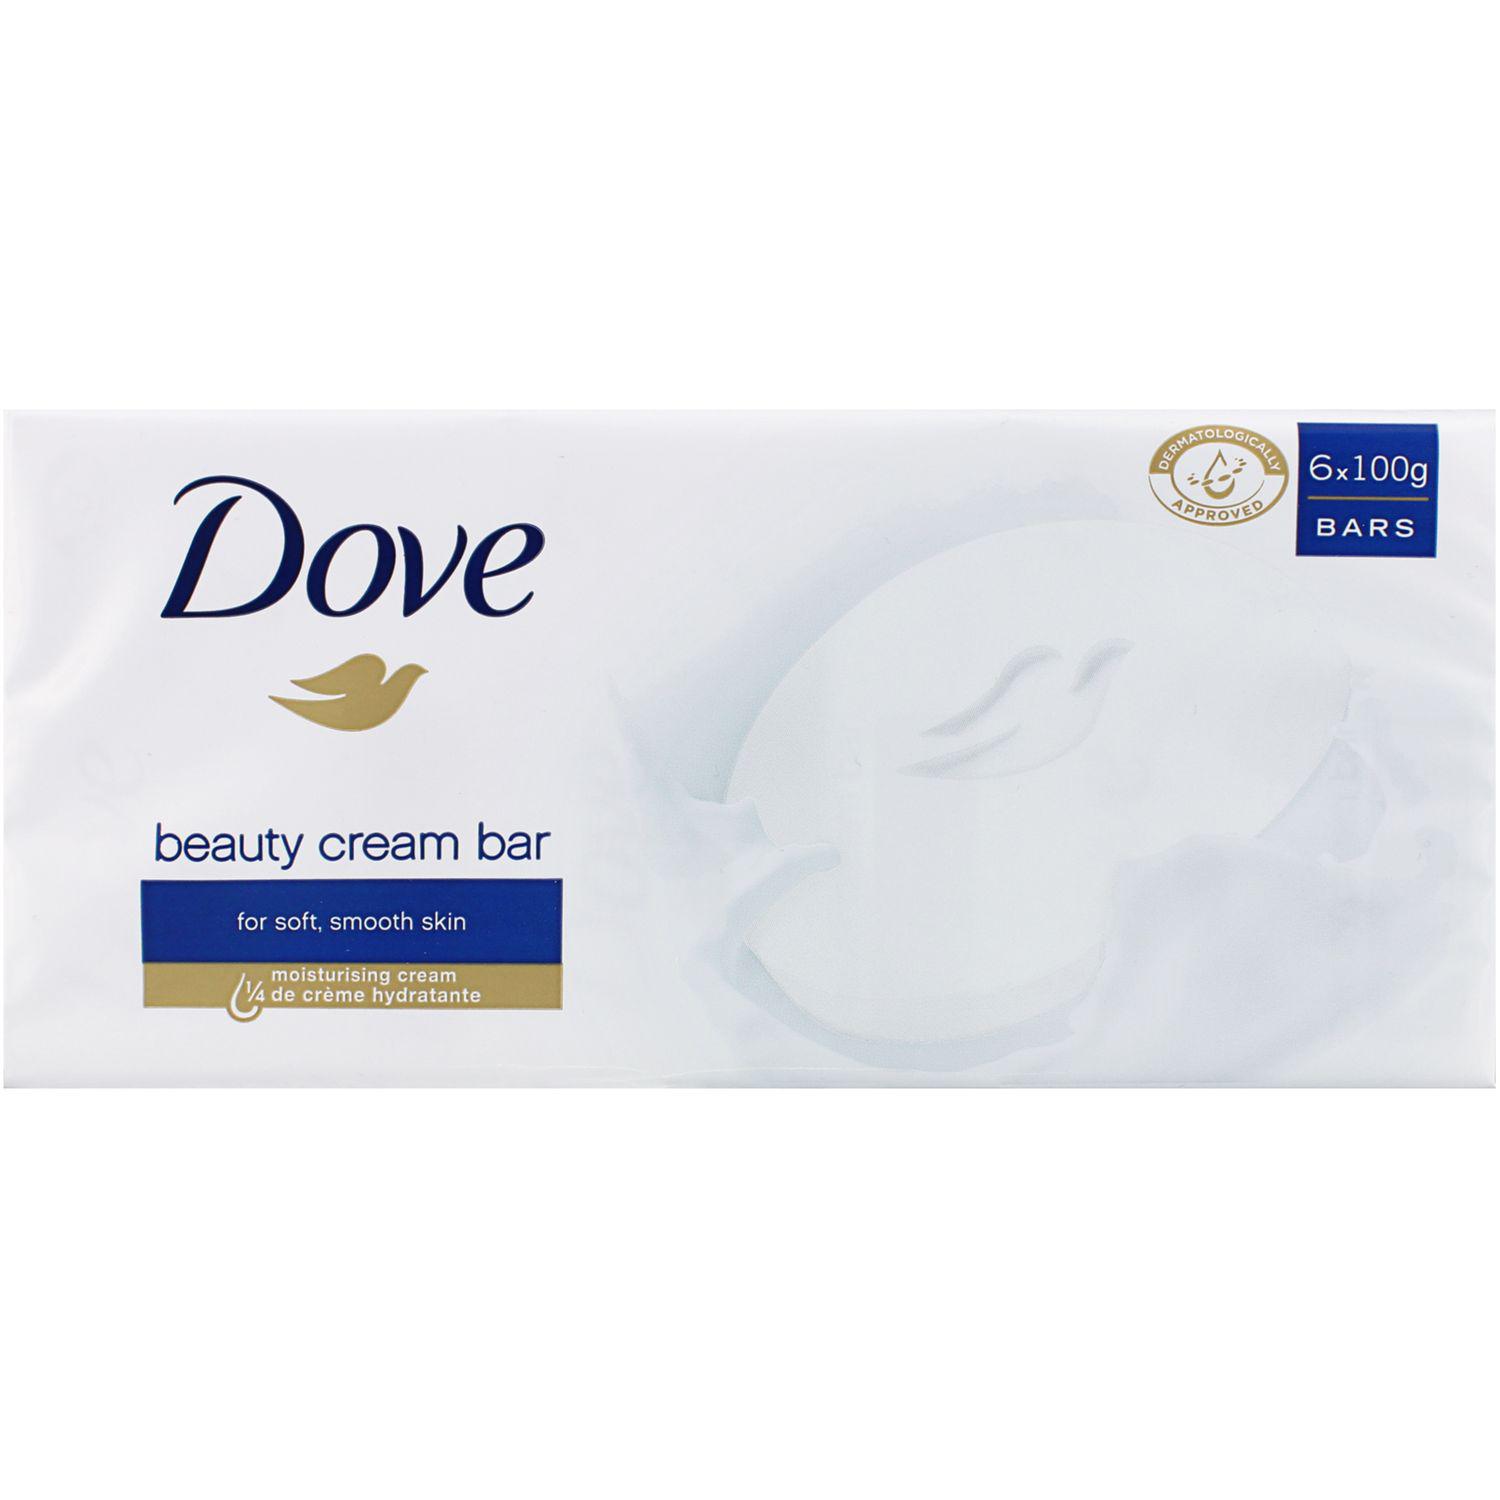 DERMATOLOGICALLY
APPROVED
6x100g
BARS
Dove
beauty cream bar
for soft, smooth skin
1/4 moisturising cream
de crème hydratante